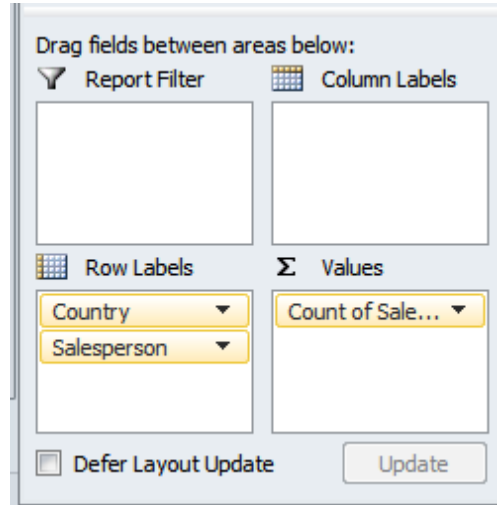 Drag fields between areas below:
Report Filter
Column Labels
Row Labels
Σ Values
Country
Salesperson
Count of Sale...
Defer Layout Update
Update